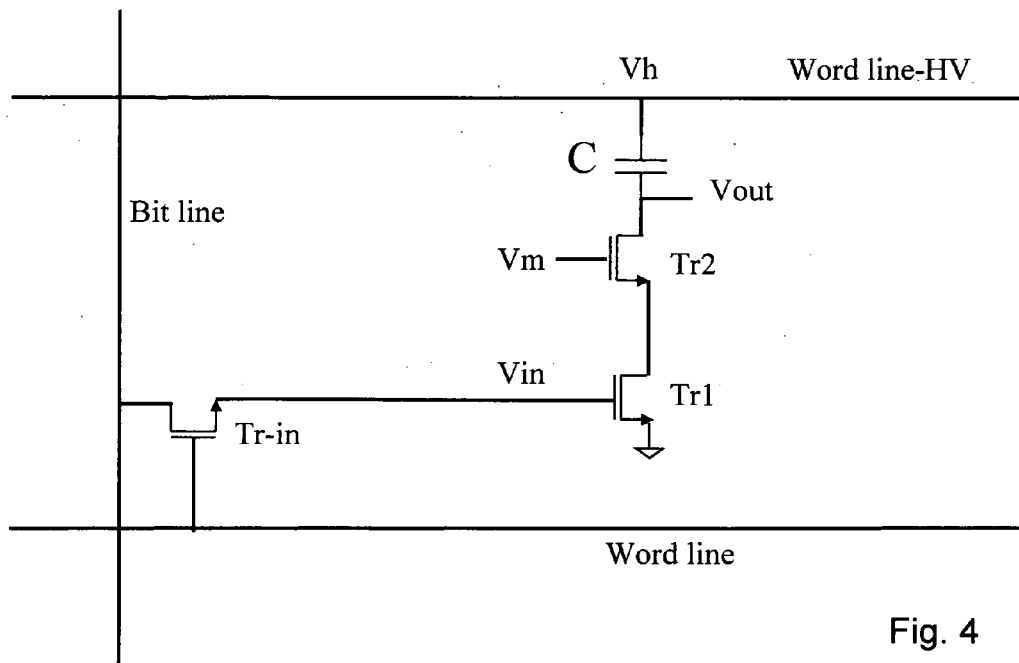 Vh
Word line-HV
C
Vout
Bit line
Vm
Tr2
Vin
Tr1
Tr-in
Word line
Fig. 4